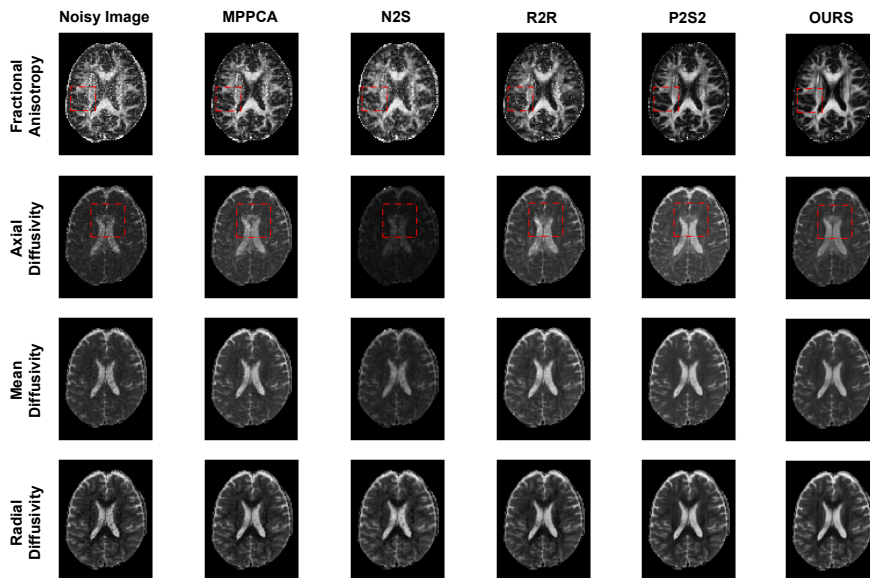 Noisy Image MPPCA N2S R2R P2S2 OURS
Fractional
Anisotropy
Axial
Diffusivity
Mean
Diffusivity
Radial
Diffusivity